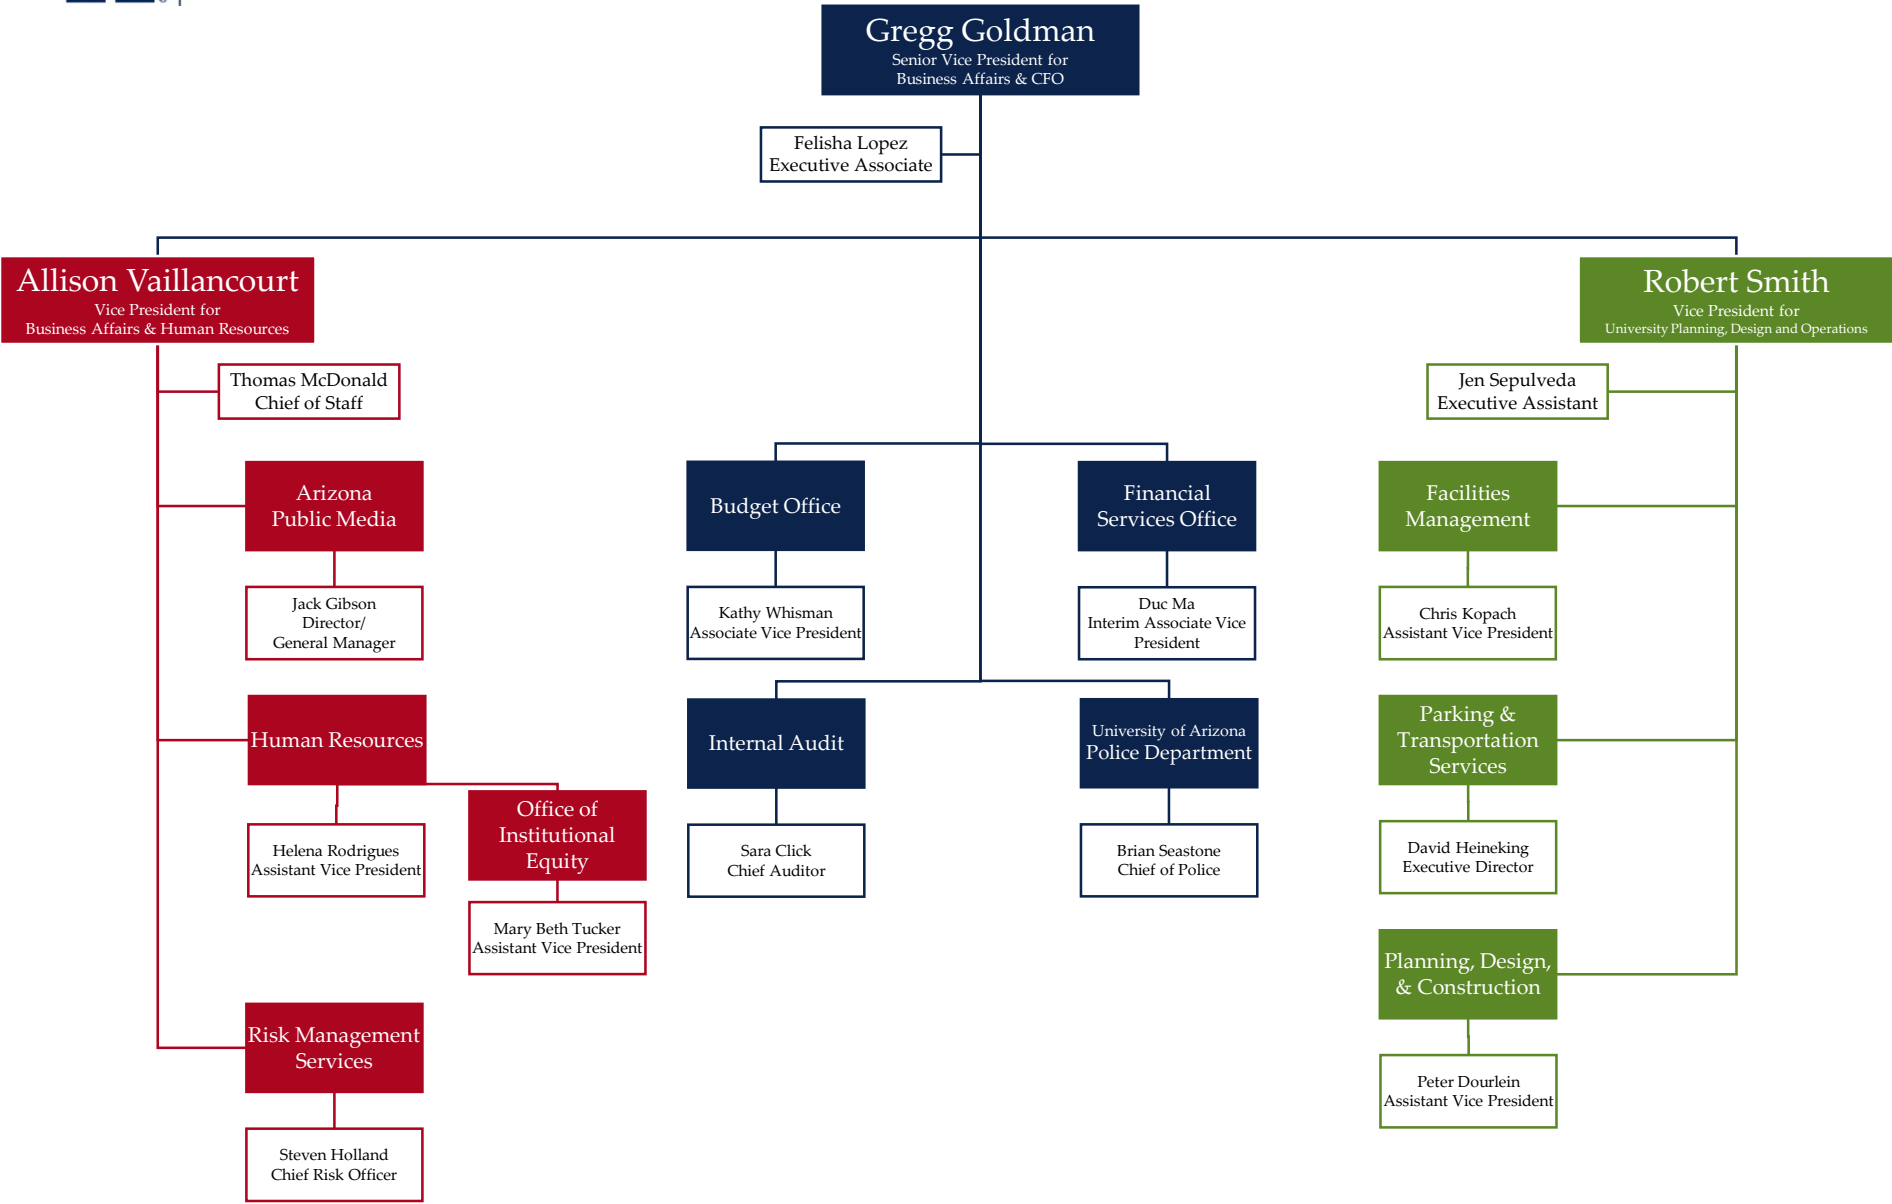 Gregg Goldman
Senior Vice President for
Business Affairs & CFO
Felisha Lopez
Executive Associate
Allison Vaillancourt
Vice President for
Business Affairs & Human Resources
Robert Smith
Vice President for
University Planning, Design and Operations
Thomas McDonald
Chief of Staff
Jen Sepulveda
Executive Assistant
Arizona
Public Media
Jack Gibson
Director/
General Manager
Budget Office
Kathy Whisman
Associate Vice President
Financial
Services Office
Duc Ma
Interim Associate Vice
President
Facilities
Management
Chris Kopach
Assistant Vice President
Human Resources
Helena Rodrigues
Assistant Vice President
Office of
Institutional
Equity
Mary Beth Tucker
Assistant Vice President
Internal Audit
Sara Click
Chief Auditor
University of Arizona
Police Department
Brian Seastone
Chief of Police
Parking &
Transportation
Services
David Heineking
Executive Director
Planning, Design,
& Construction
Peter Dourlein
Assistant Vice President
Risk Management
Services
Steven Holland
Chief Risk Officer